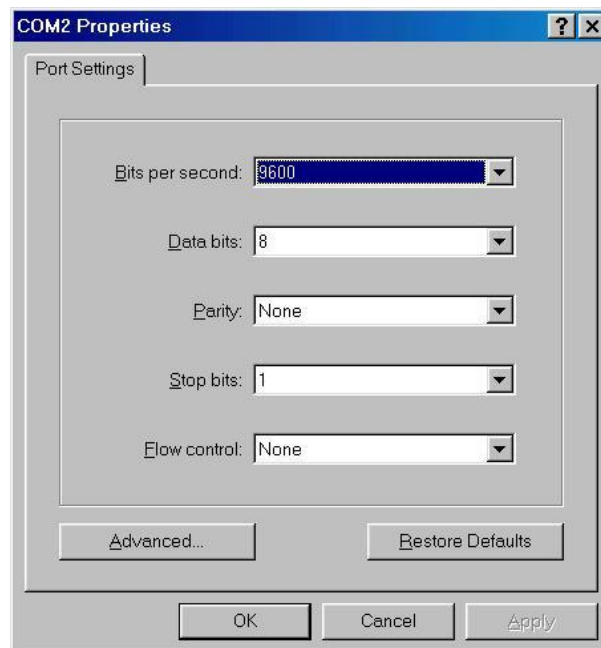 COM2 Properties
Port Settings
Bits per second: 9600
Data bits: 8
Parity: None
Stop bits: 1
Flow control: None
Advanced... Restore Defaults
OK Cancel Apply